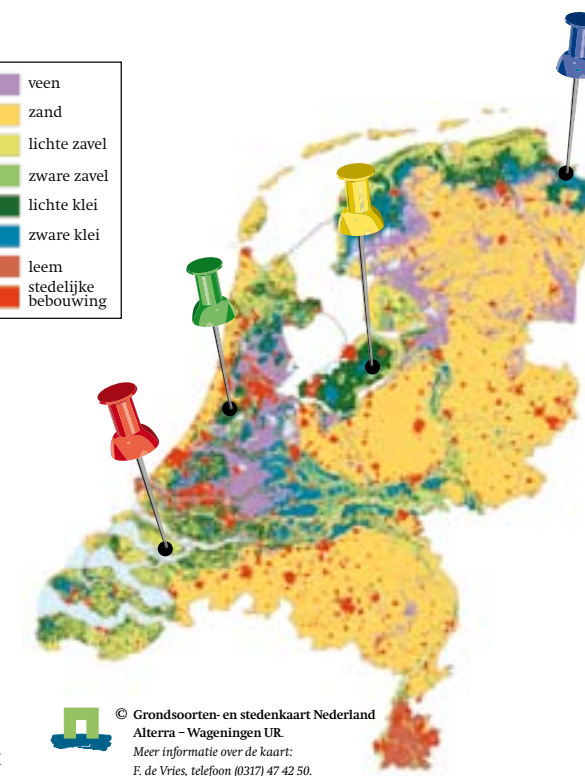 veen
zand
lichte zavel
zware zavel
lichte klei
zware klei
leem
stedelijke
bebouwing
© Grondsoorten- en stedenkaart Nederland
Alterra – Wageningen UR.
Meer informatie over de kaart:
F. de Vries, telefoon (0317) 47 42 50.